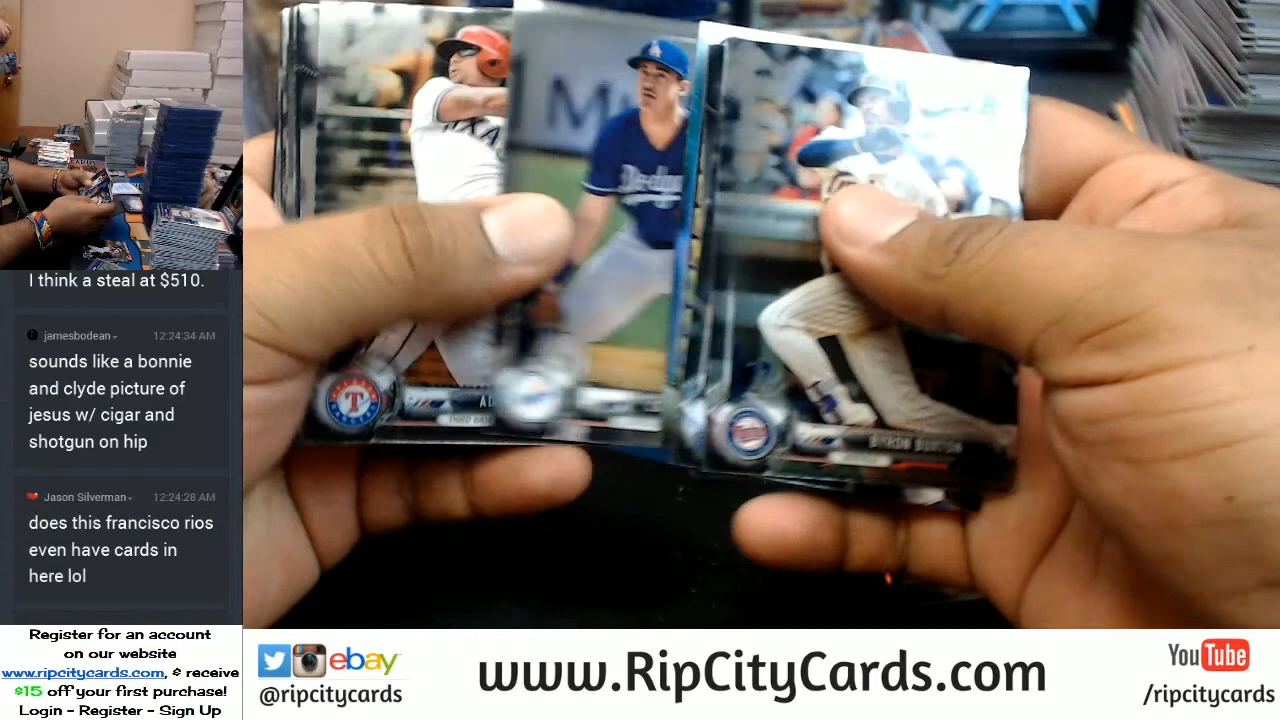 I think a steal at $510.
jamesbodean
12:24:34 AM
sounds like a bonnie
and clyde picture of
jesus w/ cigar and
shotgun on hip
Jason Silverman
12:24:28 AM
does this francisco rios
even have cards in
here lol
Register for an account
on our website
www.ripcitycards.com, & receive
$15 off your first purchase!
Login - Register - Sign Up
ebay
@ripcitycards
www.RipCityCards.com
YouTube
/ripcitycards
Dodgers
T
THIRD BASE
BYRON BUXTON